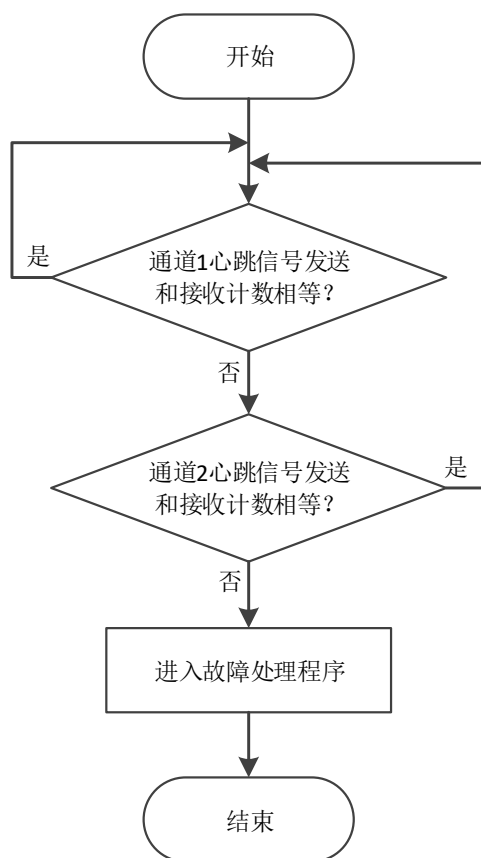 开始
是
通道1心跳信号发送
和接收计数相等？
否
通道2心跳信号发送
和接收计数相等？
是
否
进入故障处理程序
结束